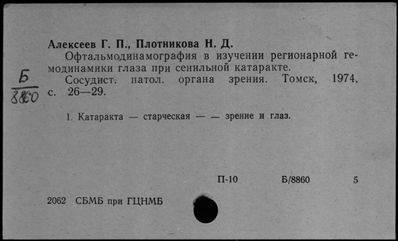 Алексеев Г. П., Плотникова Н. Д.
Офтальмодинамография в изучении регионарной ге-
модинамики глаза при сенильной катаракте.
Б
8860
Сосудист. патол. органа зрения. Томск, 1974,
с. 26—29.
1. Катаракта — старческая — — зрение и глаз.
П-10 Б/8860 5
2062 СБМБ при ГЦНМБ